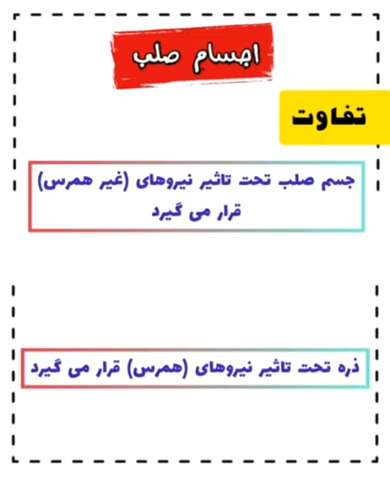 اجسام صلب
تفاوت
جسم صلب تحت تاثیر نیروهای (غیر همرس)
قرار می گیرد
ذره تحت تاثیر نیروهای (همرس) قرار می گیرد